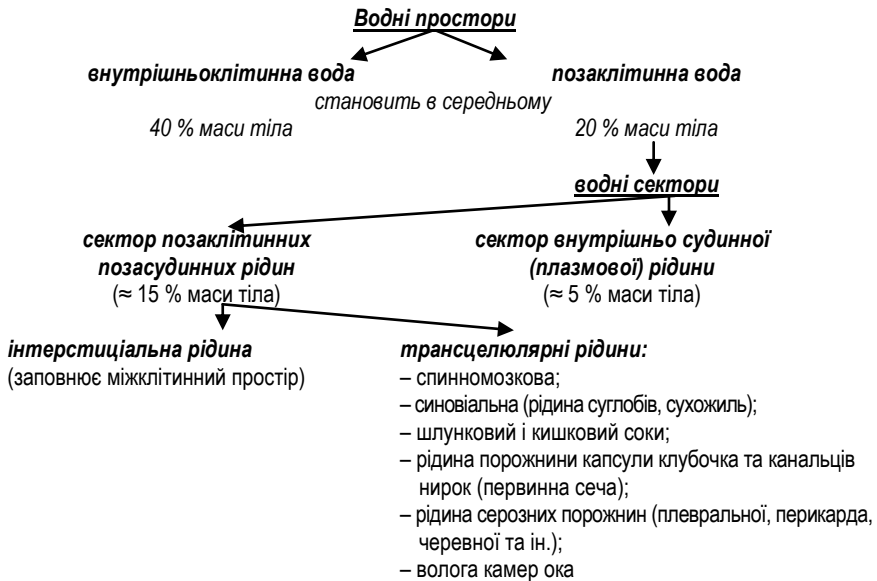 Водні простори
внутрішньоклітинна вода позаклітинна вода
становить в середньому
40 % маси тіла 20 % маси тіла
водні сектори
сектор позаклітинних
позасудинних рідин
(≈ 15 % маси тіла)
сектор внутрішньо судинної
(плазмової) рідини
(≈ 5 % маси тіла)
інтерстиціальна рідина
(заповнює міжклітинний простір)
трансцелюлярні рідини:
– спинномозкова;
– синовіальна (рідина суглобів, сухожиль);
– шлунковий і кишковий соки;
– рідина порожнини капсули клубочка та канальців
нирок (первинна сеча);
– рідина серозних порожнин (плевральної, перикарда,
черевної та ін.);
– волога камер ока